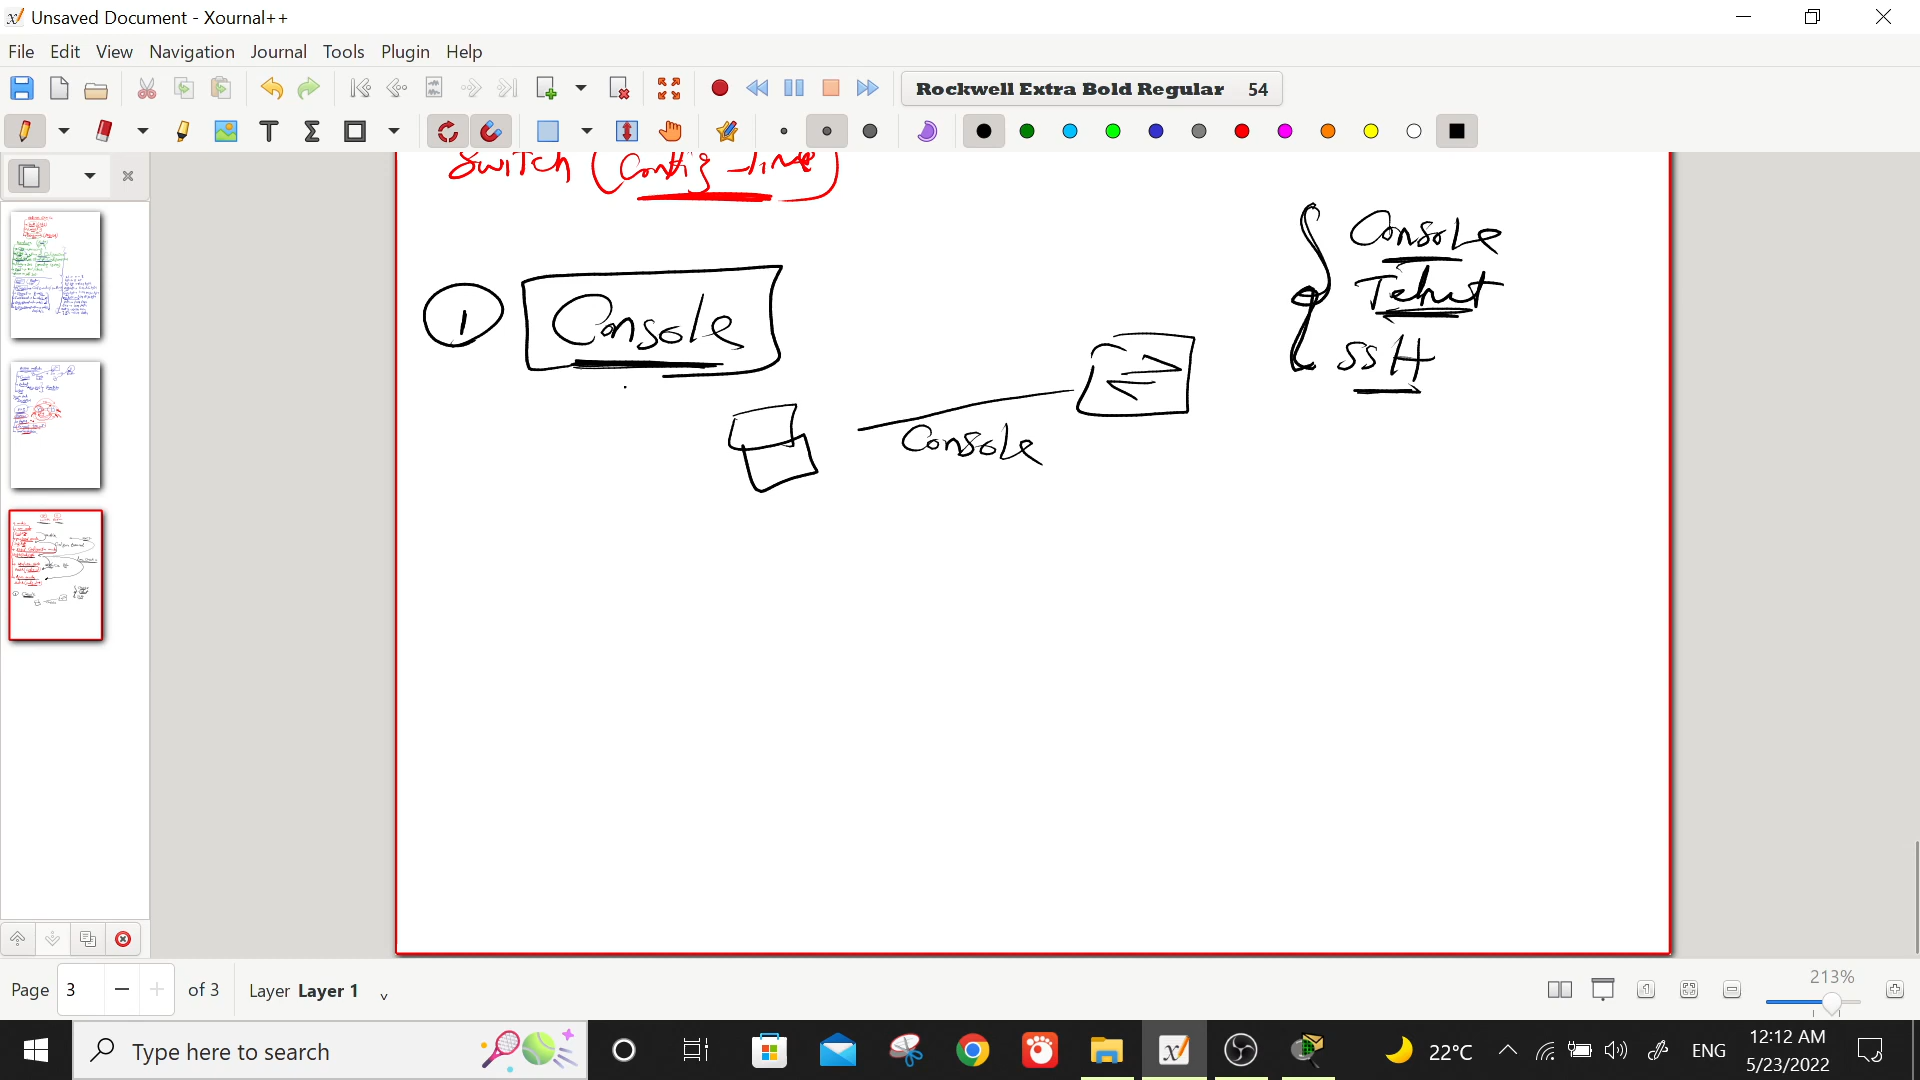 Unsaved Document - Xournal++
File Edit View Navigation Journal Tools Plugin Help
Rockwell Extra Bold Regular 54
Switch (Config-line)
Console
Telnet
SSH
① Console
Console
Page 3 of 3 Layer Layer 1
213%
Type here to search
22°C ENG
12:12 AM
5/23/2022